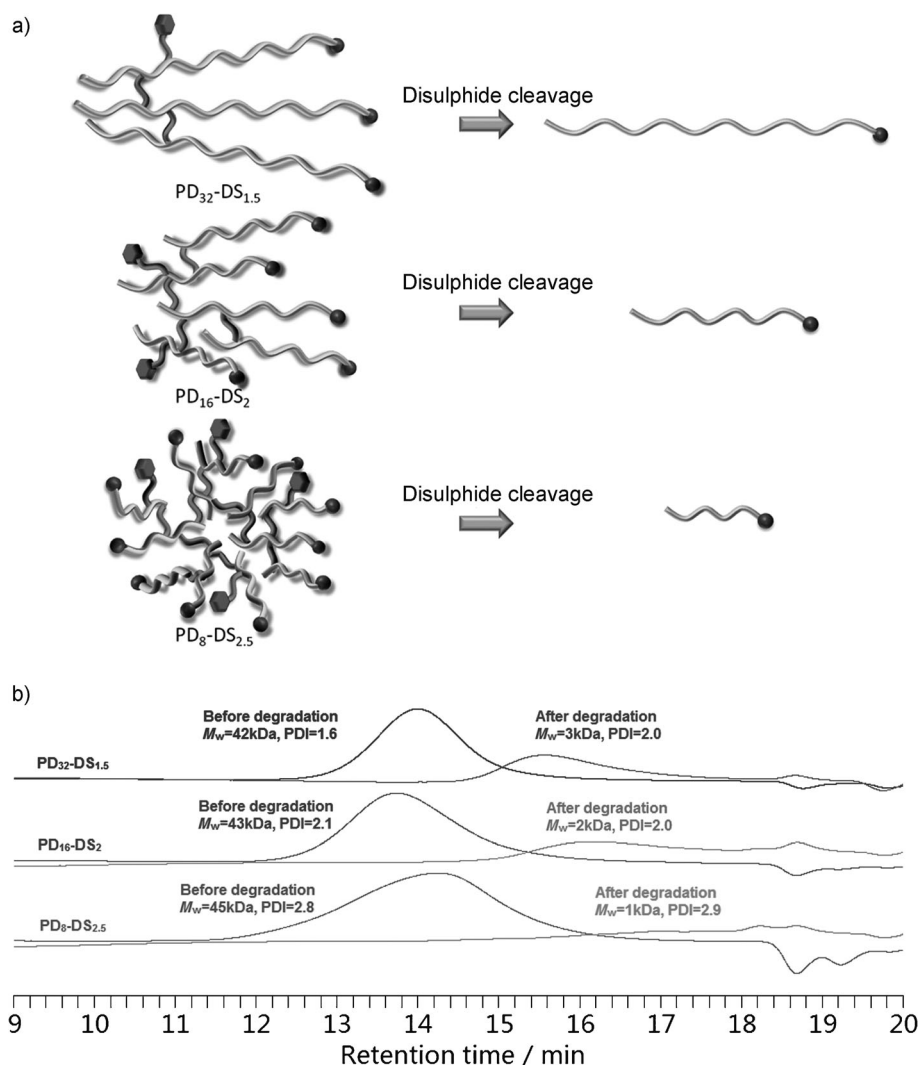 a)
Disulphide cleavage
PD32-DS1.5
Disulphide cleavage
PD16-DS2
Disulphide cleavage
PD8-DS2.5
b)
Before degradation
Mw=42kDa, PDI=1.6
After degradation
Mw=3kDa, PDI=2.0
PD32-DS1.5
Before degradation
Mw=43kDa, PDI=2.1
After degradation
Mw=2kDa, PDI=2.0
PD16-DS2
Before degradation
Mw=45kDa, PDI=2.8
After degradation
Mw=1kDa, PDI=2.9
PD8-DS2.5
9 10 11 12 13 14 15 16 17 18 19 20
Retention time / min